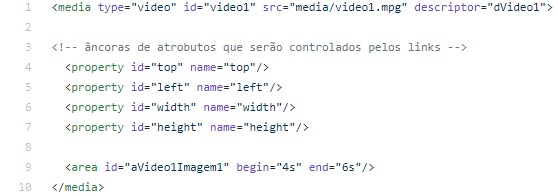 1 <media type="video" id="video1" src="media/video1.mpg" descriptor="dVideo1">
2
3 <!-- âncoras de atrobutos que serão controlados pelos links -->
4 <property id="top" name="top"/>
5 <property id="left" name="left"/>
6 <property id="width" name="width"/>
7 <property id="height" name="height"/>
8
9 <area id="aVideo1Imagem1" begin="4s" end="6s"/>
10 </media>